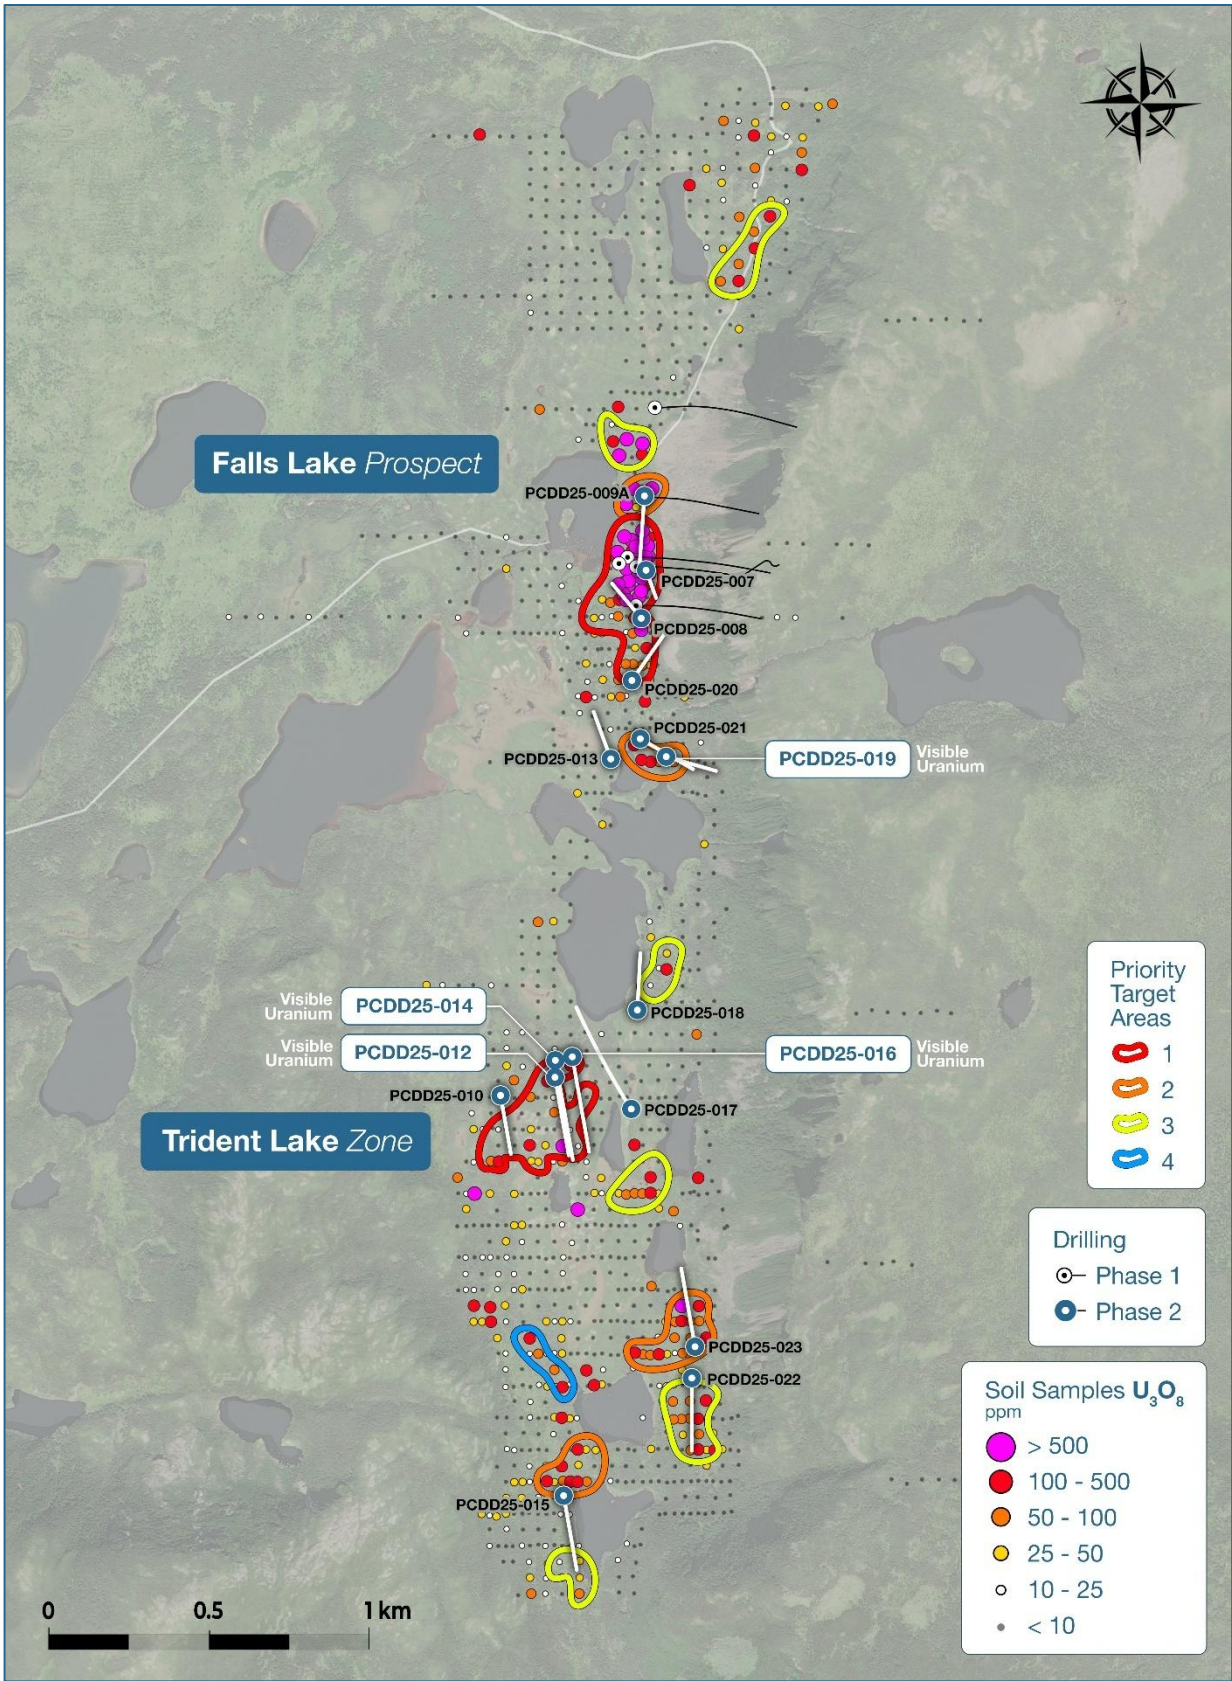 Falls Lake Prospect
PCDD25-009A
PCDD25-007
PCDD25-008
PCDD25-020
PCDD25-021
PCDD25-013
PCDD25-019
Visible
Uranium
Visible
Uranium
PCDD25-014
PCDD25-018
Visible
Uranium
PCDD25-012
PCDD25-016
Visible
Uranium
PCDD25-010
PCDD25-017
Trident Lake Zone
PCDD25-023
PCDD25-022
PCDD25-015
Priority
Target
Areas
1
2
3
4
Drilling
Phase 1
Phase 2
Soil Samples U₃O₈
ppm
> 500
100 - 500
50 - 100
25 - 50
10 - 25
< 10
0 0.5 1 km